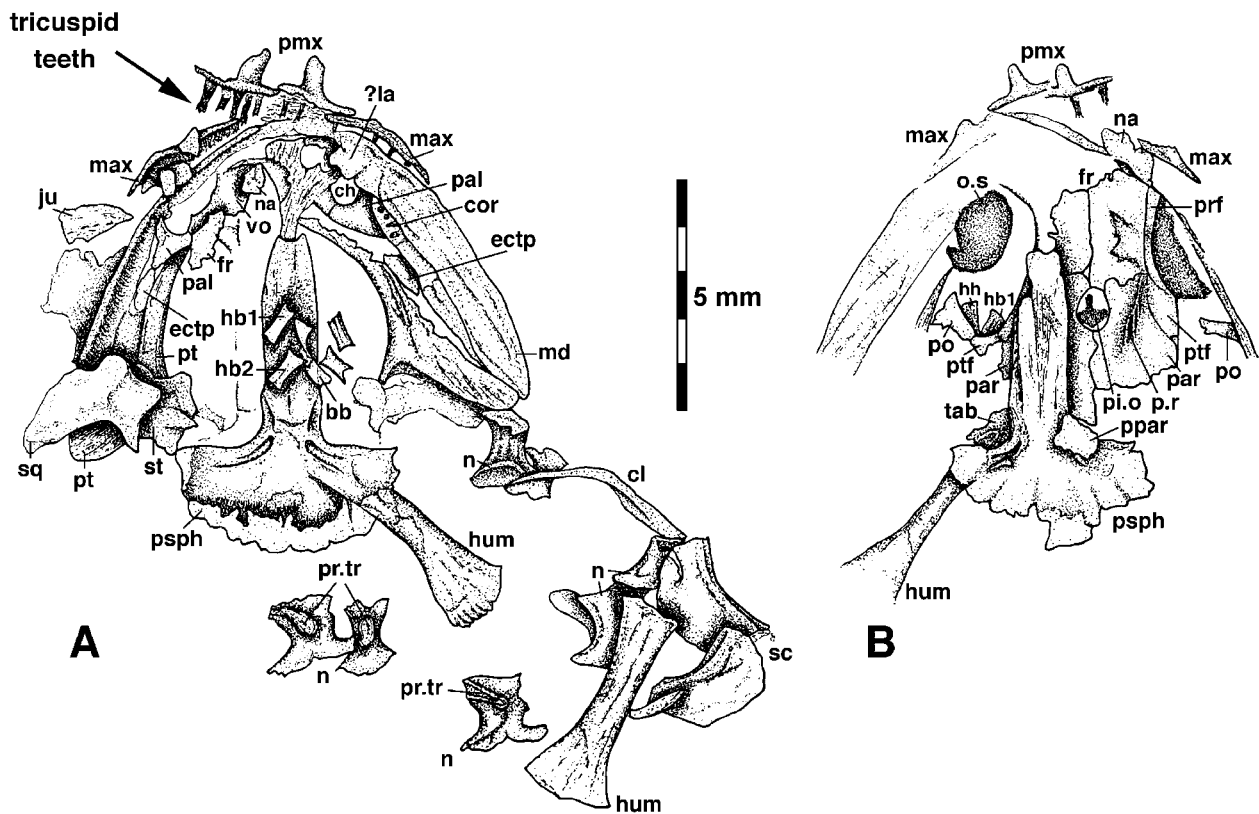 tricuspid
teeth
pmx
?la
max
max
ju
na
ch
pal
cor
vo
fr
pal
ectp
ectp
pt
hb1
hb2
bb
md
sq
pt
st
n
cl
psph
hum
pr.tr
n
n
sc
pr.tr
n
hum
A
5 mm
pmx
max
na
max
fr
o.s
prf
hh
hb1
po
ptf
par
ptf
po
par
pi.o
p.r
tab
ppar
psph
hum
B